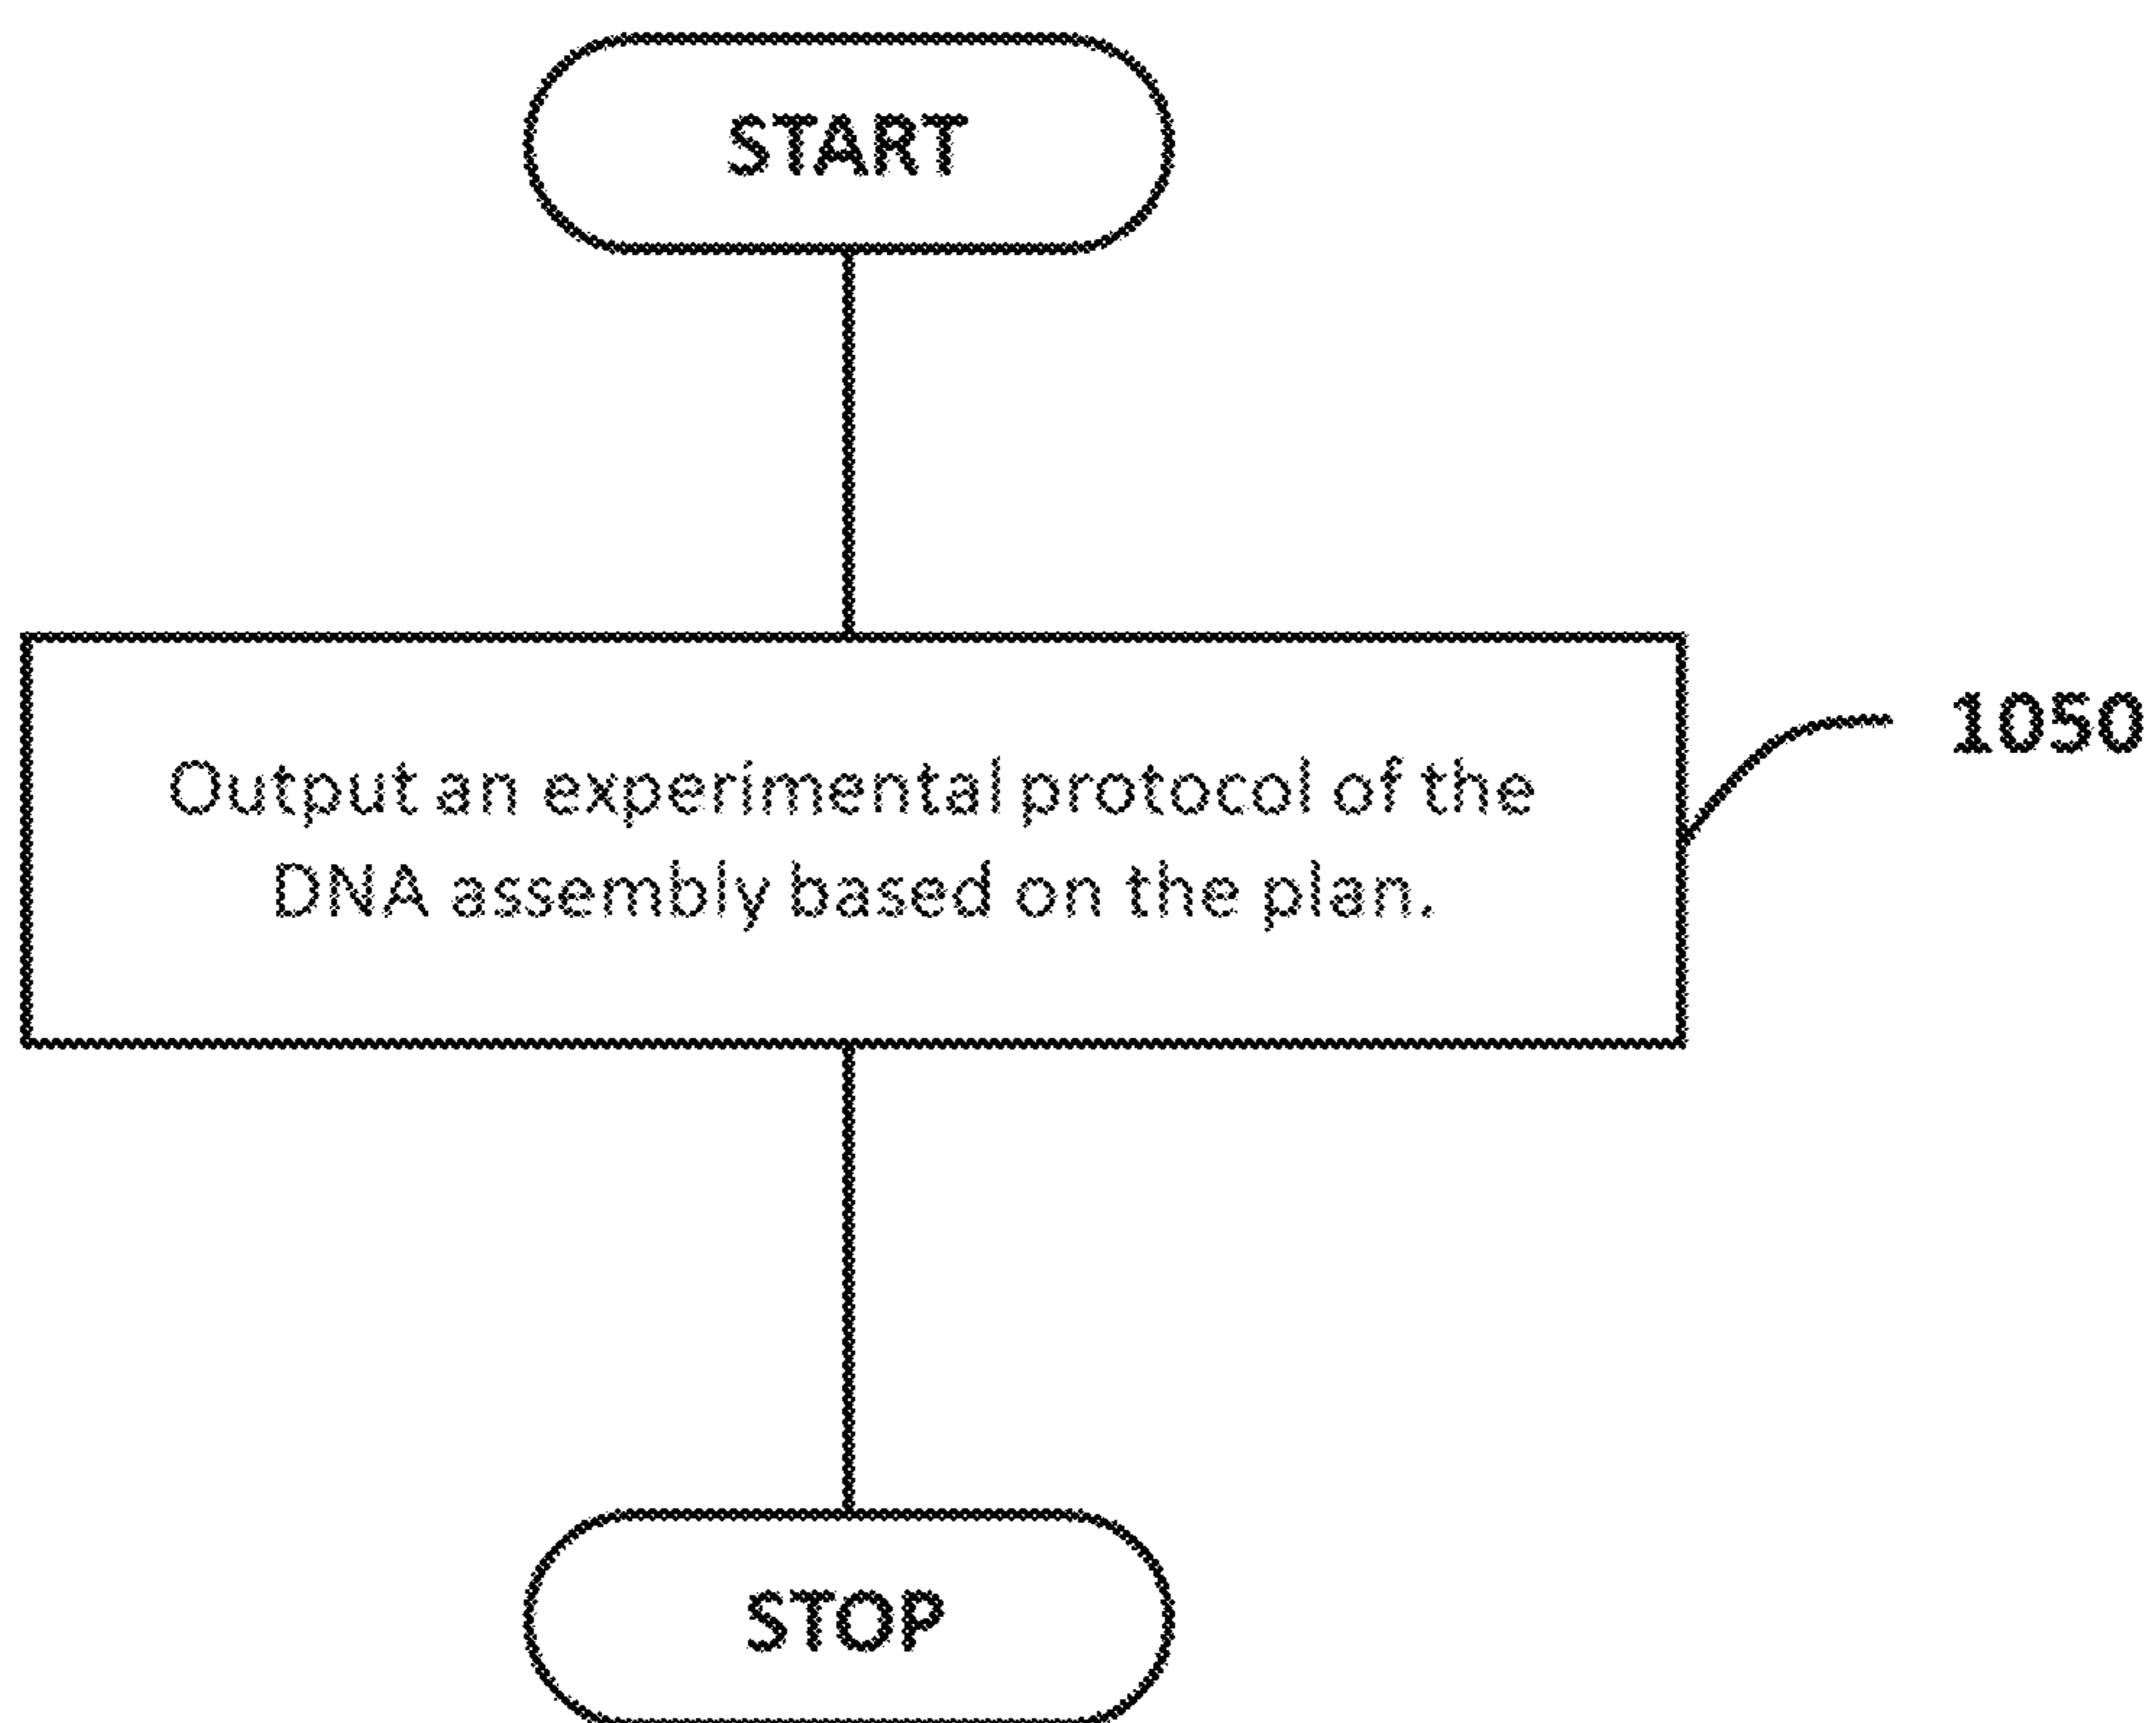 START
1050
Output an experimental protocol of the
DNA assembly based on the plan.
STOP